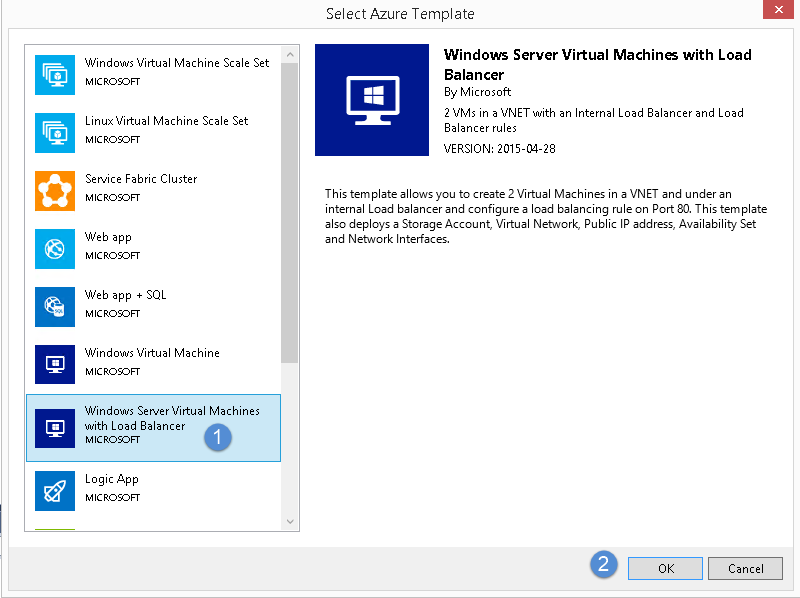 Select Azure Template
Windows Virtual Machine Scale Set
MICROSOFT
Linux Virtual Machine Scale Set
MICROSOFT
Service Fabric Cluster
MICROSOFT
Web app
MICROSOFT
Web app + SQL
MICROSOFT
Windows Virtual Machine
MICROSOFT
Windows Server Virtual Machines
with Load Balancer
MICROSOFT
1
Logic App
MICROSOFT
Windows Server Virtual Machines with Load
Balancer
By Microsoft
2 VMs in a VNET with an Internal Load Balancer and Load
Balancer rules
VERSION: 2015-04-28
This template allows you to create 2 Virtual Machines in a VNET and under an
internal Load balancer and configure a load balancing rule on Port 80. This template
also deploys a Storage Account, Virtual Network, Public IP address, Availability Set
and Network Interfaces.
2
OK
Cancel